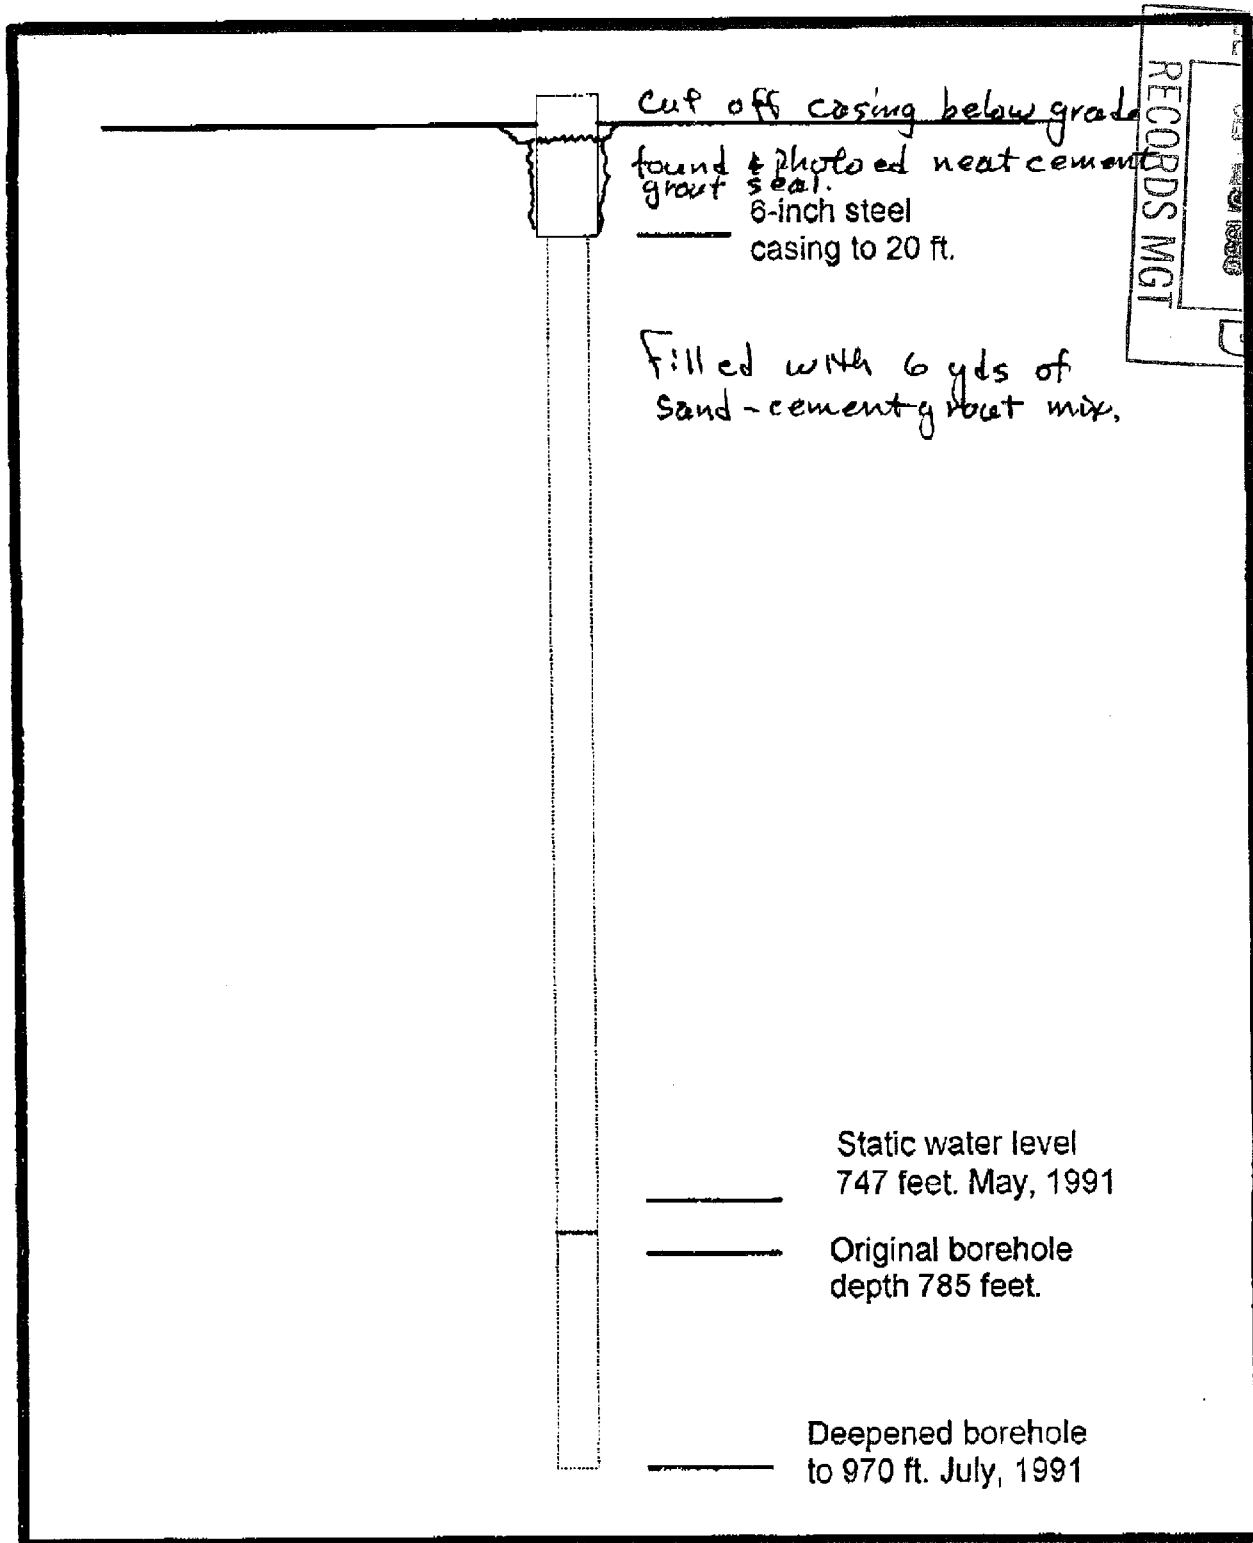 Cut off casing below grade
found & Photoed neat cement
grout seal.
6-inch steel
casing to 20 ft.
Filled with 6 yds of
Sand-cement grout mix.
Static water level
747 feet. May, 1991
Original borehole
depth 785 feet.
Deepened borehole
to 970 ft. July, 1991
RECORDS MGT